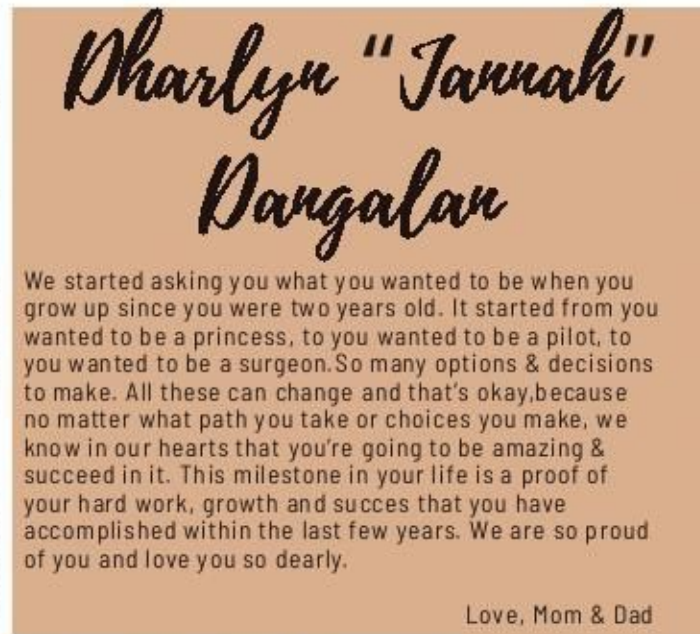 Dharlyn "Jannah"
Dangalan
We started asking you what you wanted to be when you
grow up since you were two years old. It started from you
wanted to be a princess, to you wanted to be a pilot, to
you wanted to be a surgeon.So many options & decisions
to make. All these can change and that's okay,because
no matter what path you take or choices you make, we
know in our hearts that you're going to be amazing &
succeed in it. This milestone in your life is a proof of
your hard work, growth and succes that you have
accomplished within the last few years. We are so proud
of you and love you so dearly.
Love, Mom & Dad